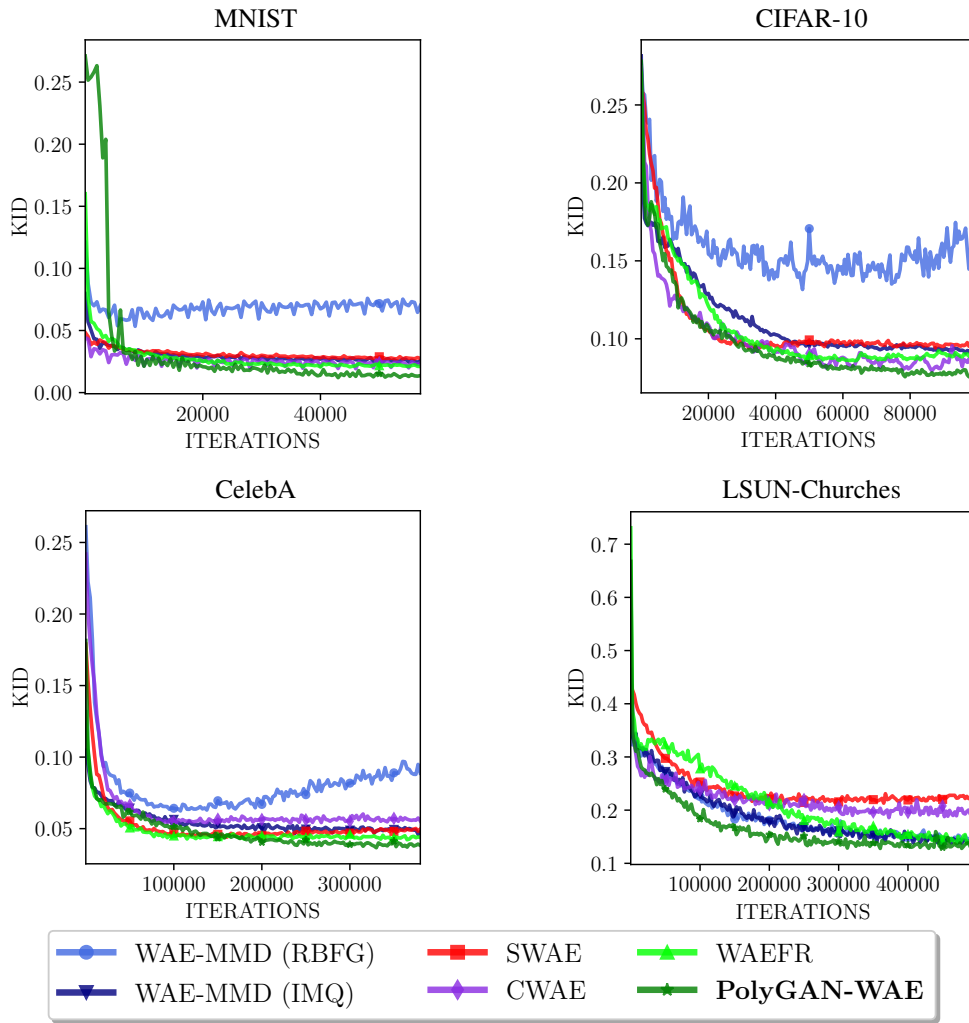 MNIST
CIFAR-10
KID
0.25
0.20
0.15
0.10
0.05
0.00
20000 40000
ITERATIONS
KID
0.25
0.20
0.15
0.10
20000 40000 60000 80000
ITERATIONS
CelebA
LSUN-Churches
KID
0.25
0.20
0.15
0.10
0.05
100000 200000 300000
ITERATIONS
KID
0.7
0.6
0.5
0.4
0.3
0.2
0.1
100000 200000 300000 400000
ITERATIONS
WAE-MMD (RBFG) SWAE WAEFR
WAE-MMD (IMQ) CWAE PolyGAN-WAE